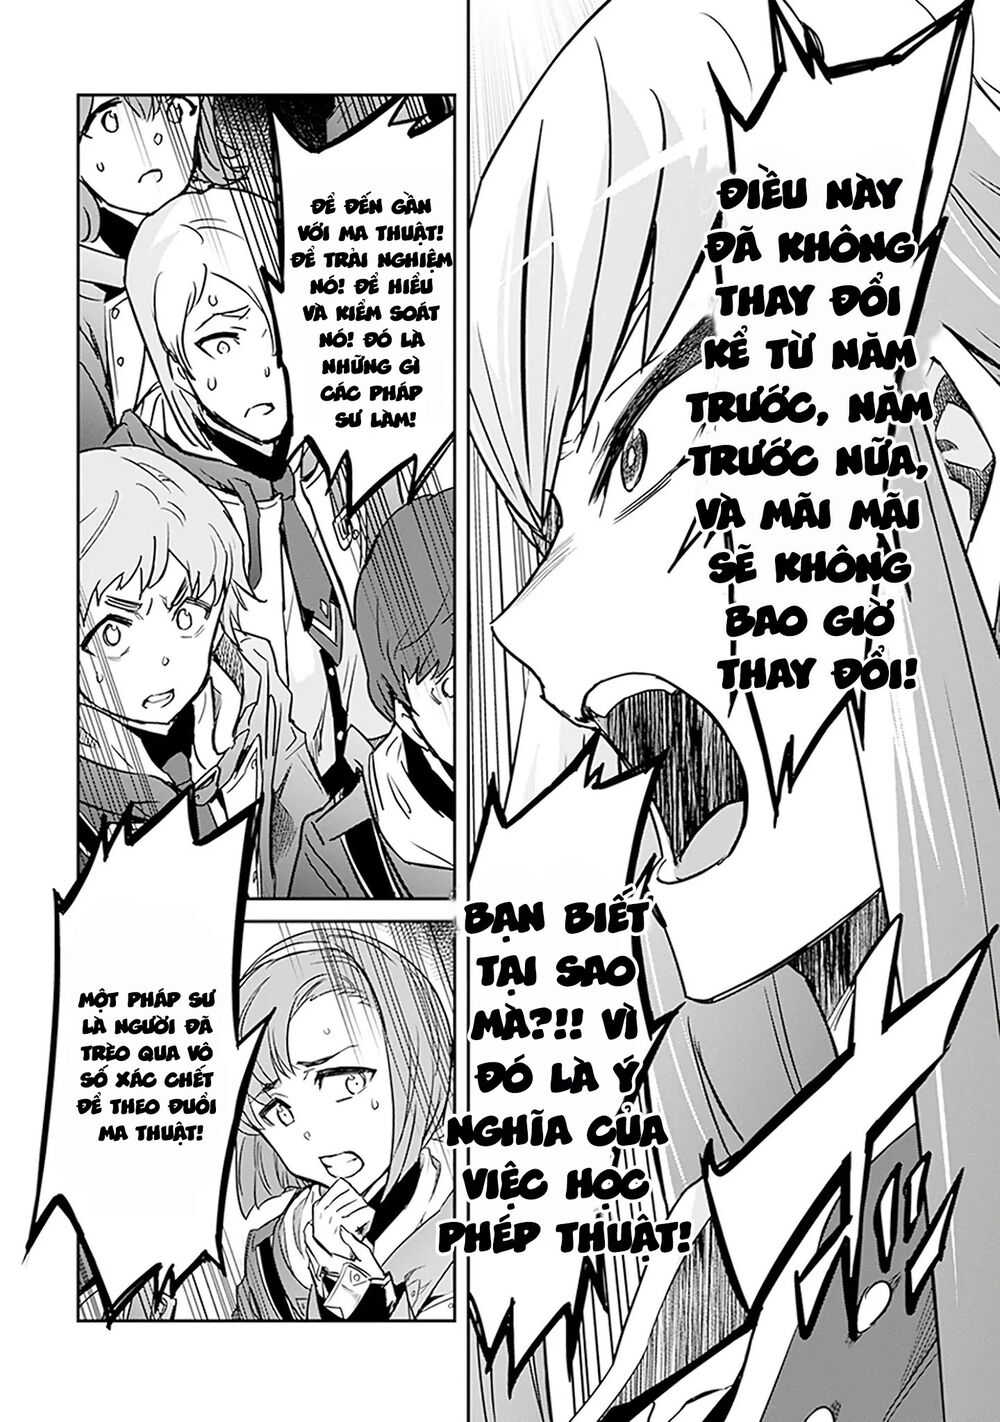 ĐIỀU NÀY
ĐÃ KHÔNG
THAY ĐỔI
KỂ TỪ NĂM
TRƯỚC, NĂM
TRƯỚC NỮA,
VÀ MÃI MÃI
SẼ KHÔNG
BAO GIỜ
THAY ĐỔI!
BẠN BIẾT
TẠI SAO
MÀ?!! VÌ
ĐÓ LÀ Ý
NGHĨA CỦA
VIỆC HỌC
PHÉP THUẬT!
ĐỂ ĐẾN GẦN
VỚI MA THUẬT!
ĐỂ TRẢI NGHIỆM
NÓ! ĐỂ HIỂU
VÀ KIỂM SOÁT
NÓ! ĐÓ LÀ
NHỮNG GÌ
CÁC PHÁP
SƯ LÀM!
MỘT PHÁP SƯ
LÀ NGƯỜI ĐÃ
TRÈO QUA VÔ
SỐ XÁC CHẾT
ĐỂ THEO ĐUỔI
MA THUẬT!